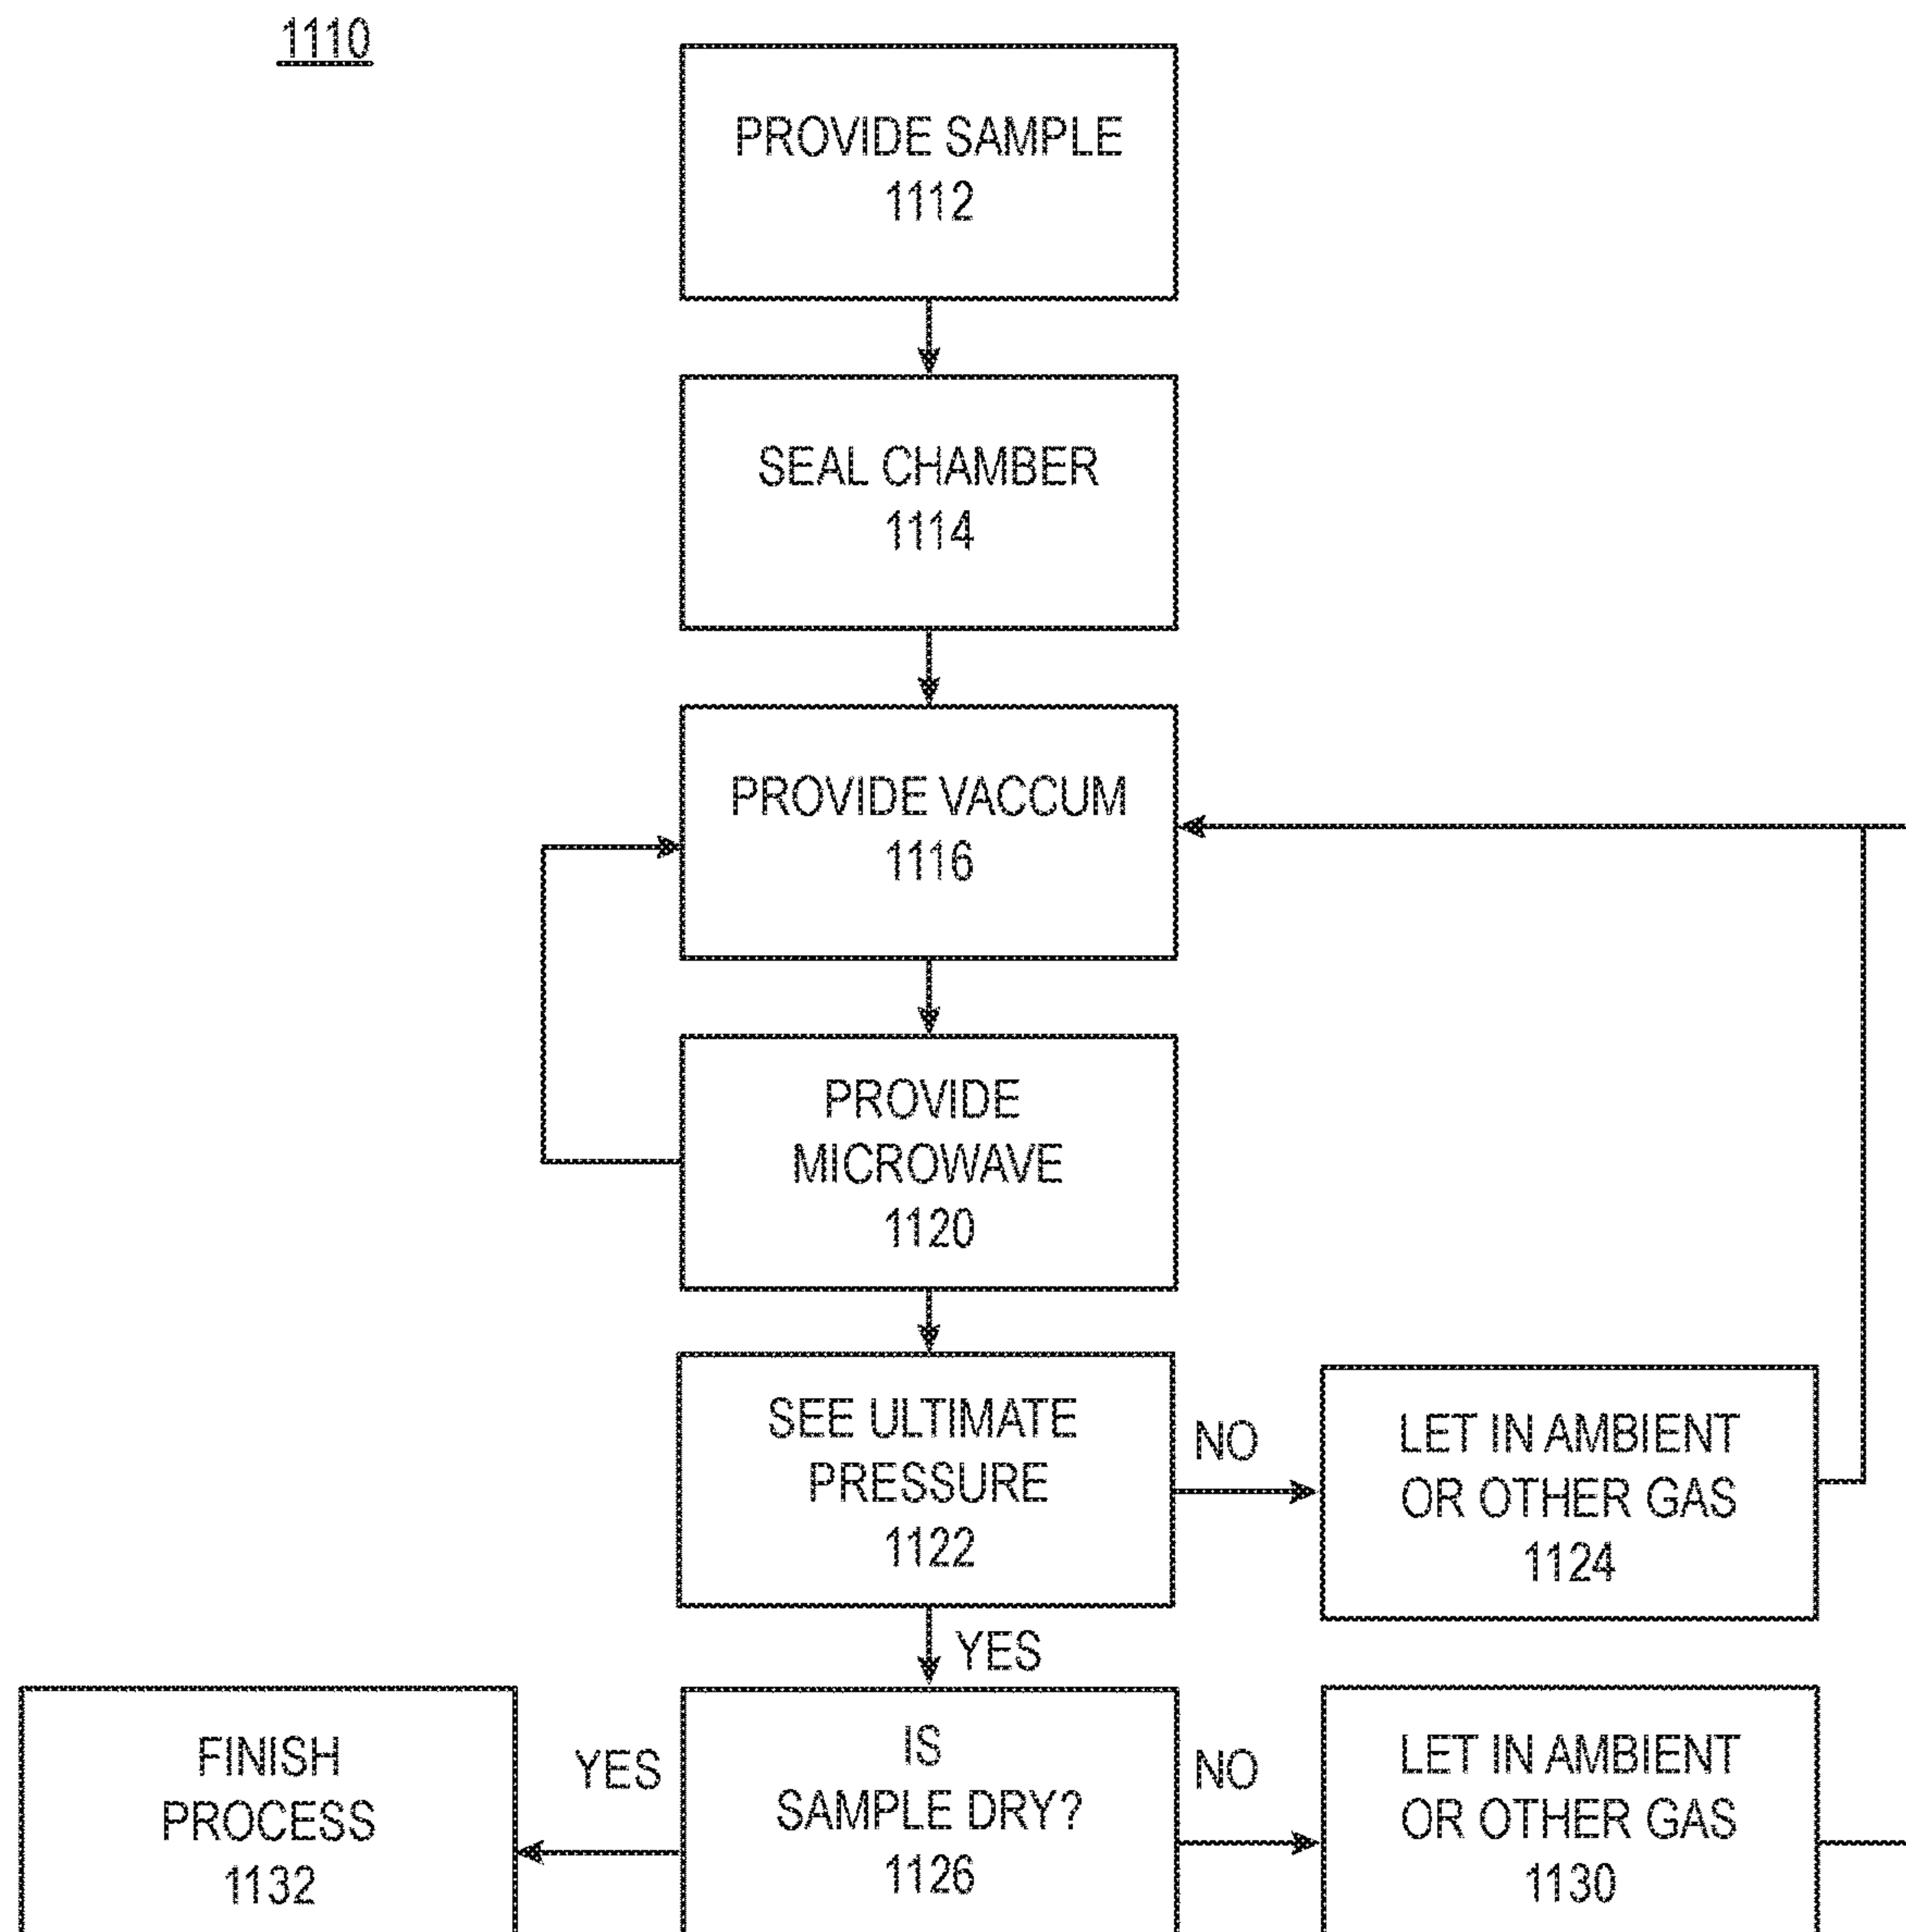 1110
PROVIDE SAMPLE
1112
SEAL CHAMBER
1114
PROVIDE VACCUM
1116
PROVIDE
MICROWAVE
1120
SEE ULTIMATE
PRESSURE
1122
NO
LET IN AMBIENT
OR OTHER GAS
1124
YES
FINISH
PROCESS
1132
YES
IS
SAMPLE DRY?
1126
NO
LET IN AMBIENT
OR OTHER GAS
1130